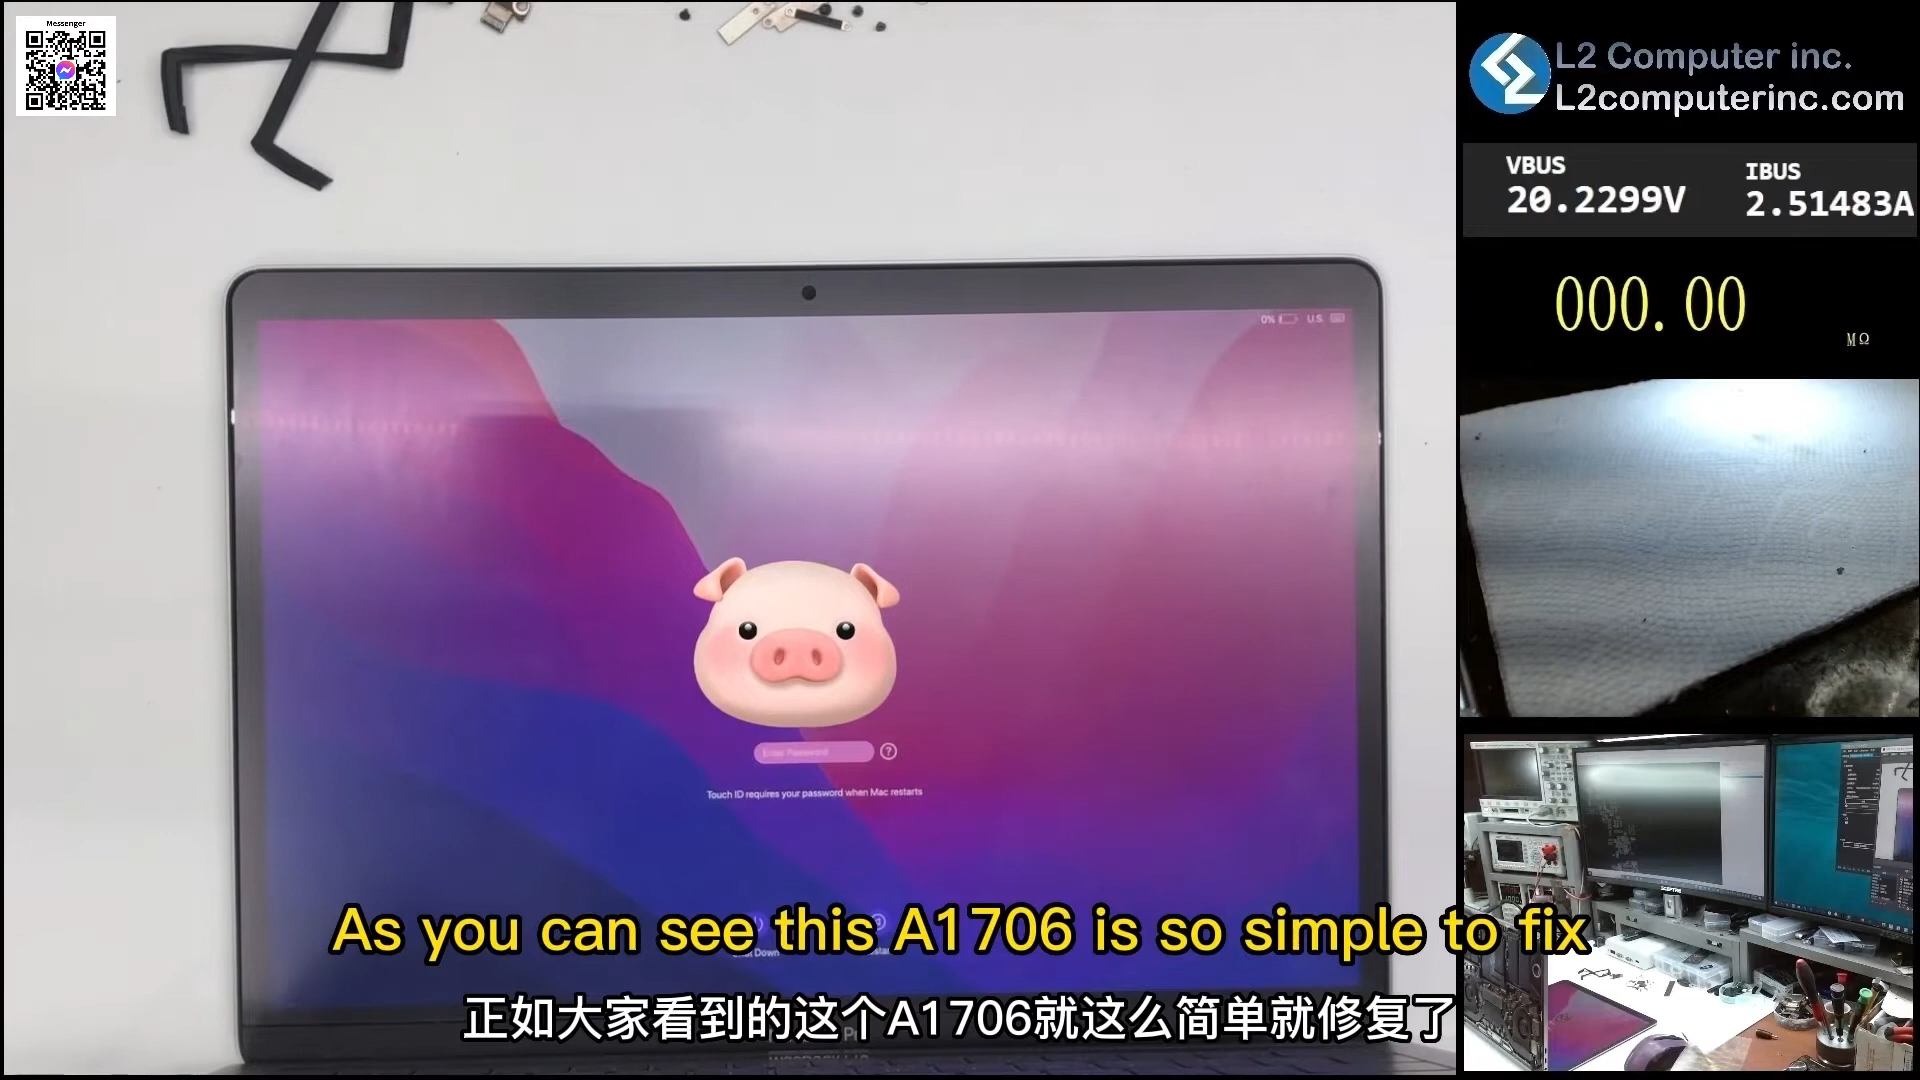 Messenger
L2 Computer inc.
L2computerinc.com
VBUS
20.2299V
IBUS
2.51483A
000.00
MΩ
0%
U.S.
Enter Password
?
Touch ID requires your password when Mac restarts
As you can see this A1706 is so simple to fix
Down
正如大家看到的这个A1706就这么简单就修复了
SCEPTRE